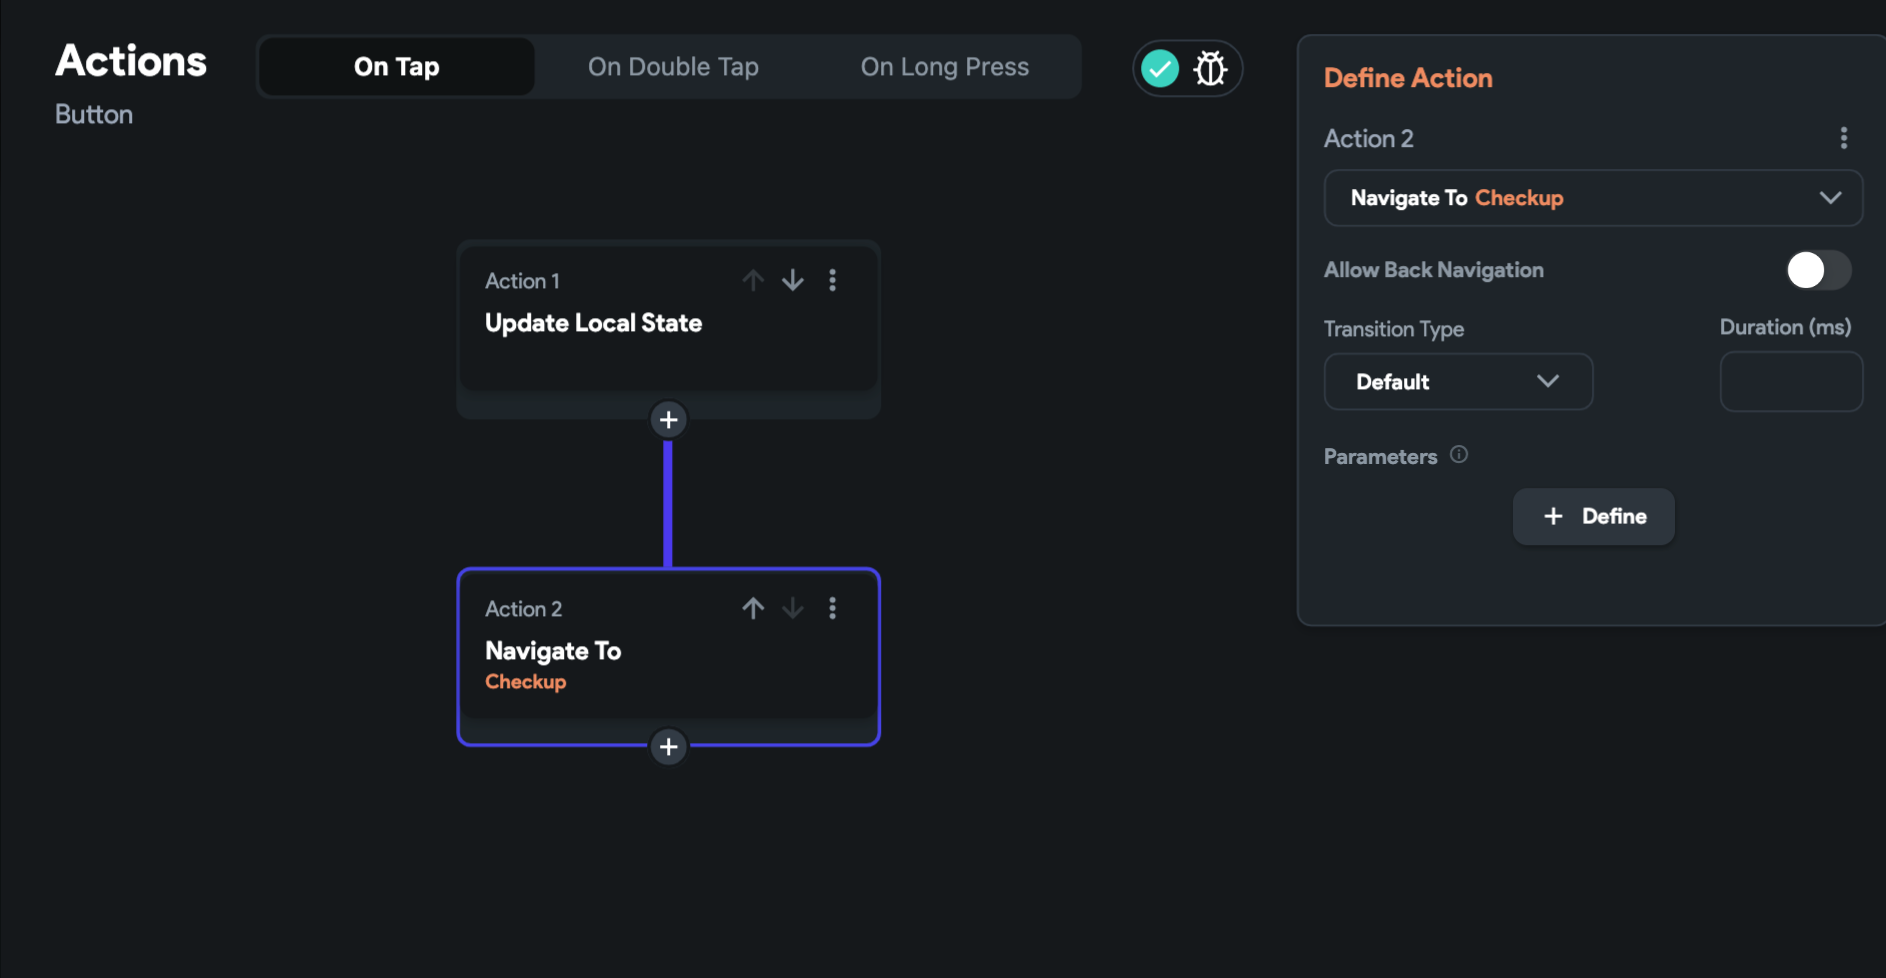 Actions
Button
On Tap
On Double Tap
On Long Press
Action 1
Update Local State
Action 2
Navigate To
Checkup
Define Action
Action 2
Navigate To Checkup
Allow Back Navigation
Transition Type
Duration (ms)
Default
Parameters
+ Define